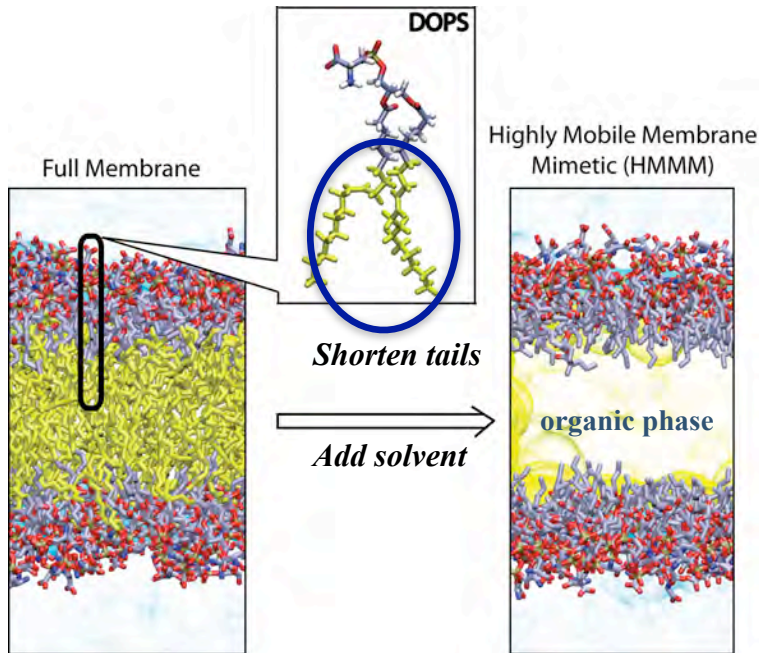 DOPS
Full Membrane
Highly Mobile Membrane
Mimetic (HMMM)
Shorten tails
organic phase
Add solvent